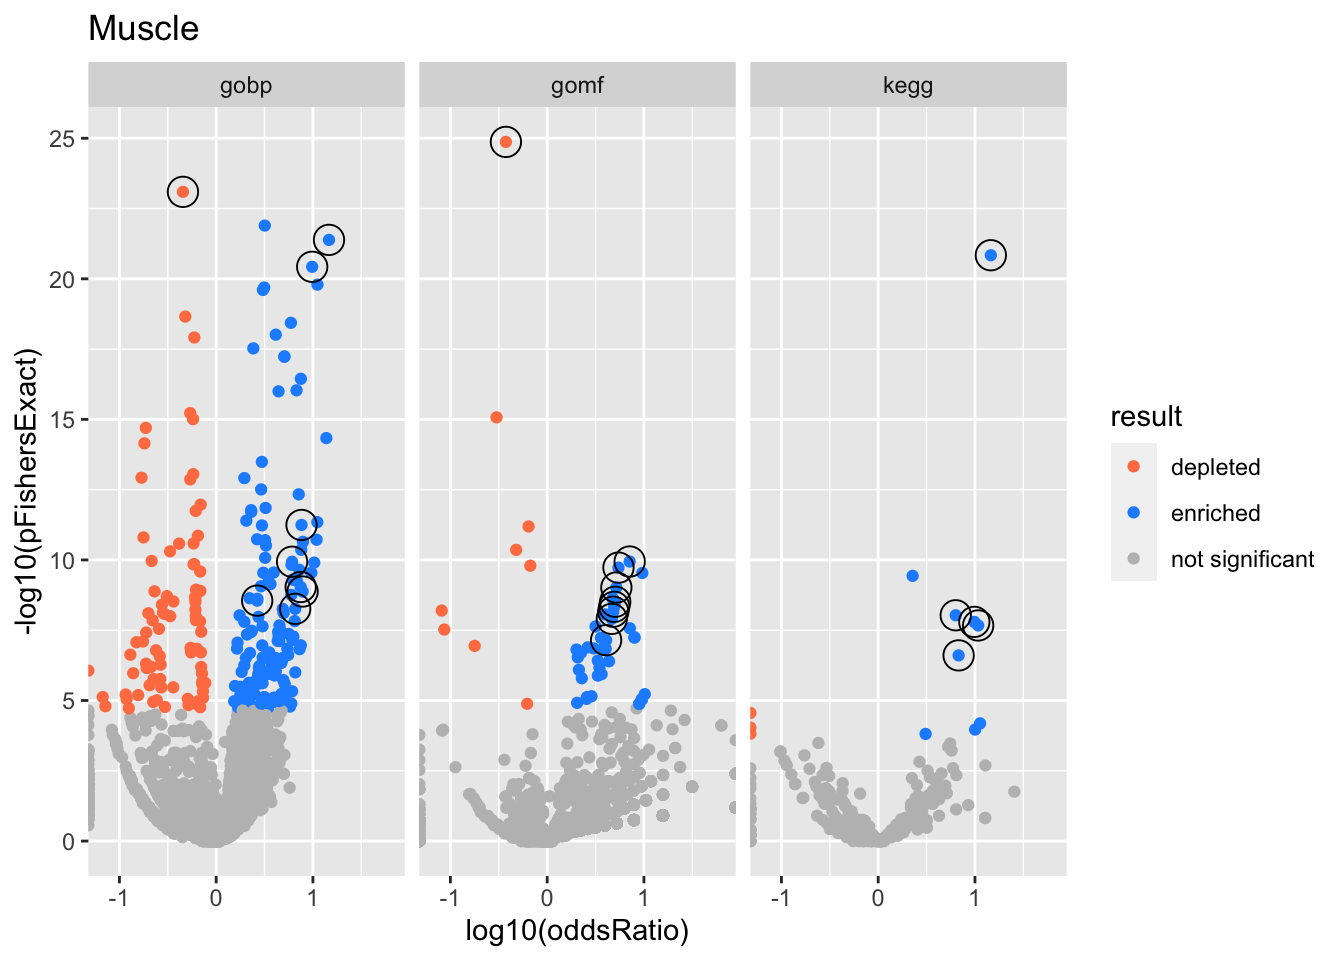 Muscle
gobp
gomf
kegg
25
20
15
10
5
0
-log10(pFishersExact)
-1 0 1
-1 0 1
-1 0 1
log10(oddsRatio)
result
depleted
enriched
not significant